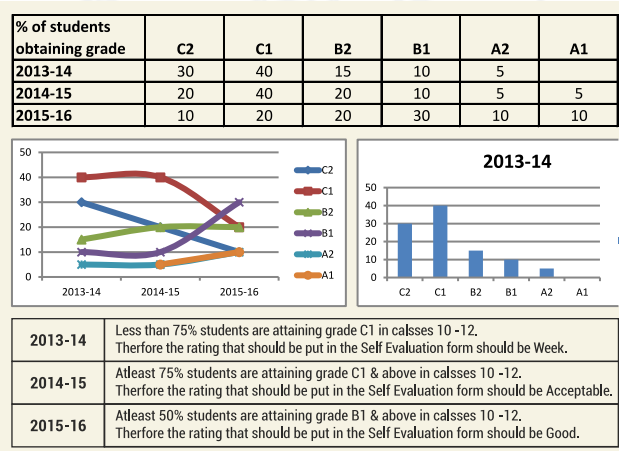 % of students
obtaining grade C2 C1 B2 B1 A2 A1
2013-14 30 40 15 10 5
2014-15 20 40 20 10 5 5
2015-16 10 20 20 30 10 10
50
40
30
20
10
0
2013-14 2014-15 2015-16
C2
C1
B2
B1
A2
A1
2013-14
50
40
30
20
10
0
C2 C1 B2 B1 A2 A1
2013-14
Less than 75% students are attaining grade C1 in calsses 10 -12.
Therfore the rating that should be put in the Self Evaluation form should be Week.
2014-15
Atleast 75% students are attaining grade C1 & above in calsses 10 -12.
Therfore the rating that should be put in the Self Evaluation form should be Acceptable.
2015-16
Atleast 50% students are attaining grade B1 & above in calsses 10 -12.
Therfore the rating that should be put in the Self Evaluation form should be Good.